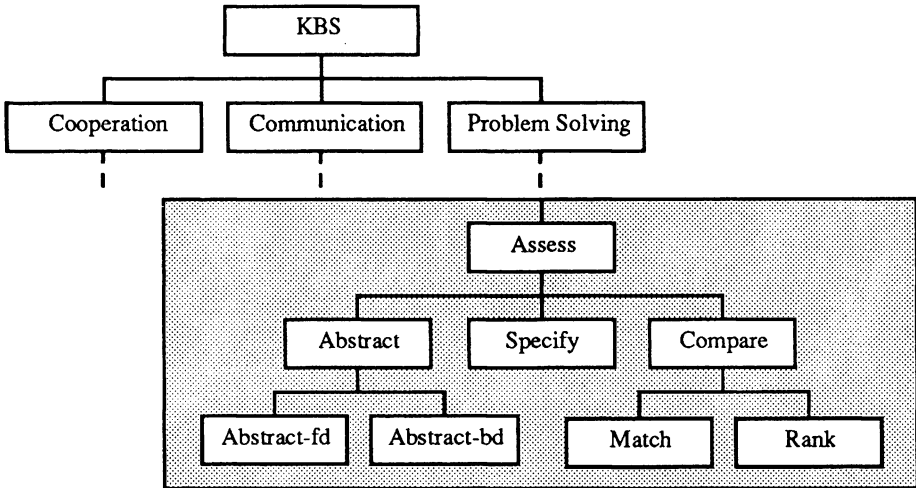 KBS
Cooperation
Communication
Problem Solving
Assess
Abstract
Specify
Compare
Abstract-fd
Abstract-bd
Match
Rank